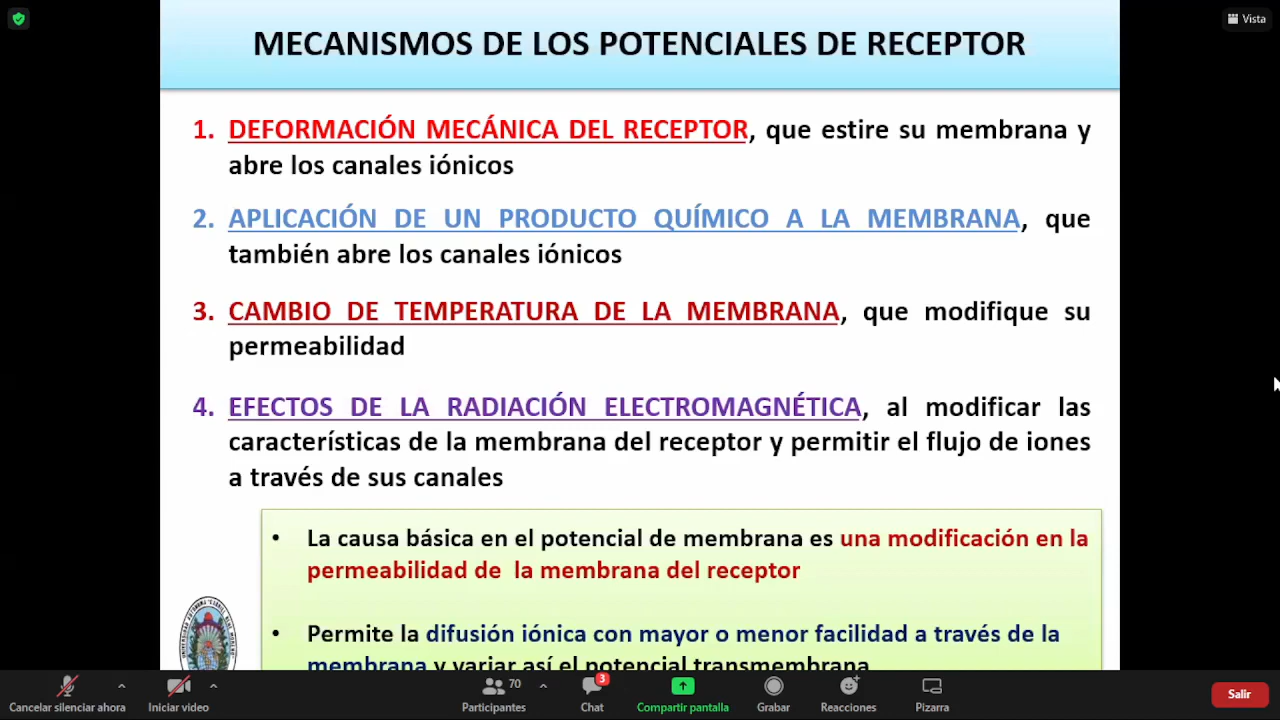 Vista
MECANISMOS DE LOS POTENCIALES DE RECEPTOR
1. DEFORMACIÓN MECÁNICA DEL RECEPTOR, que estire su membrana y
abre los canales iónicos
2. APLICACIÓN DE UN PRODUCTO QUÍMICO A LA MEMBRANA, que
también abre los canales iónicos
3. CAMBIO DE TEMPERATURA DE LA MEMBRANA, que modifique su
permeabilidad
4. EFECTOS DE LA RADIACIÓN ELECTROMAGNÉTICA, al modificar las
características de la membrana del receptor y permitir el flujo de iones
a través de sus canales
• La causa básica en el potencial de membrana es una modificación en la
permeabilidad de la membrana del receptor
• Permite la difusión iónica con mayor o menor facilidad a través de la
membrana y variar así el potencial transmembrana
Cancelar silenciar ahora
Iniciar video
Participantes
70
Chat
3
Compartir pantalla
Grabar
Reacciones
Pizarra
Salir